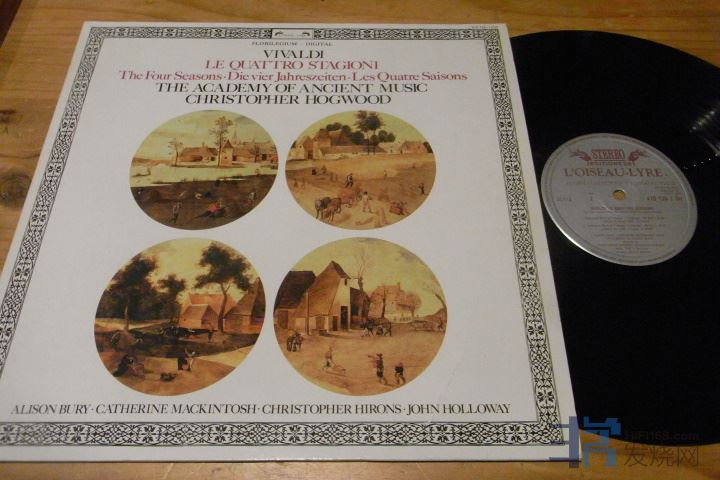 FLORILEGIUM · DIGITAL
VIVALDI
LE QUATTRO STAGIONI
The Four Seasons · Die vier Jahreszeiten · Les Quatre Saisons
THE ACADEMY OF ANCIENT MUSIC
CHRISTOPHER HOGWOOD
ALISON BURY · CATHERINE MACKINTOSH · CHRISTOPHER HIRONS · JOHN HOLLOWAY
STEREO
L'OISEAU-LYRE
HIFI168.com
发烧网